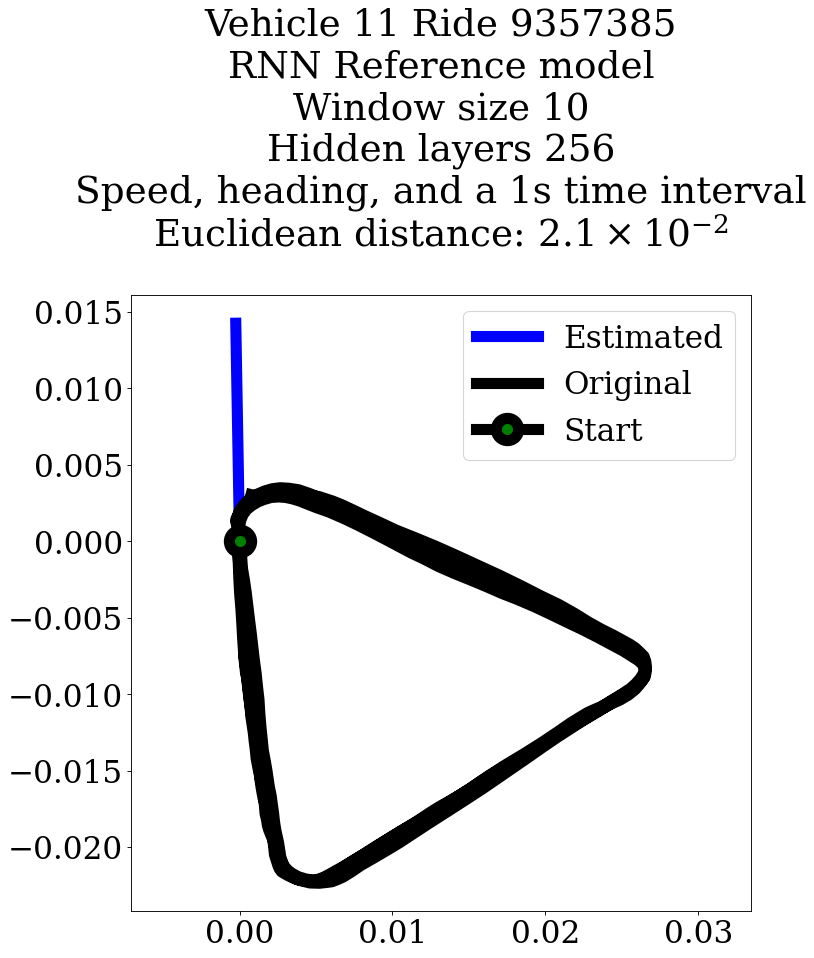 Vehicle 11 Ride 9357385
RNN Reference model
Window size 10
Hidden layers 256
Speed, heading, and a 1s time interval
Euclidean distance: 2.1 × 10⁻²
0.015
0.010
0.005
0.000
−0.005
−0.010
−0.015
−0.020
Estimated
Original
Start
0.00 0.01 0.02 0.03